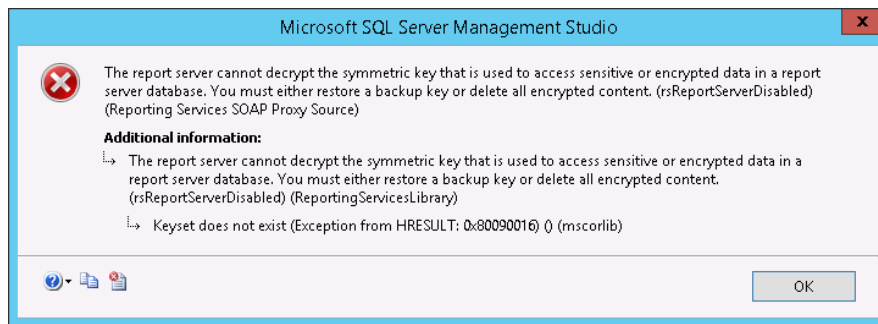 Microsoft SQL Server Management Studio
x
The report server cannot decrypt the symmetric key that is used to access sensitive or encrypted data in a report
server database. You must either restore a backup key or delete all encrypted content. (rsReportServerDisabled)
(Reporting Services SOAP Proxy Source)
Additional information:
The report server cannot decrypt the symmetric key that is used to access sensitive or encrypted data in a
report server database. You must either restore a backup key or delete all encrypted content.
(rsReportServerDisabled) (ReportingServicesLibrary)
Keyset does not exist (Exception from HRESULT: 0x80090016) () (mscorlib)
OK